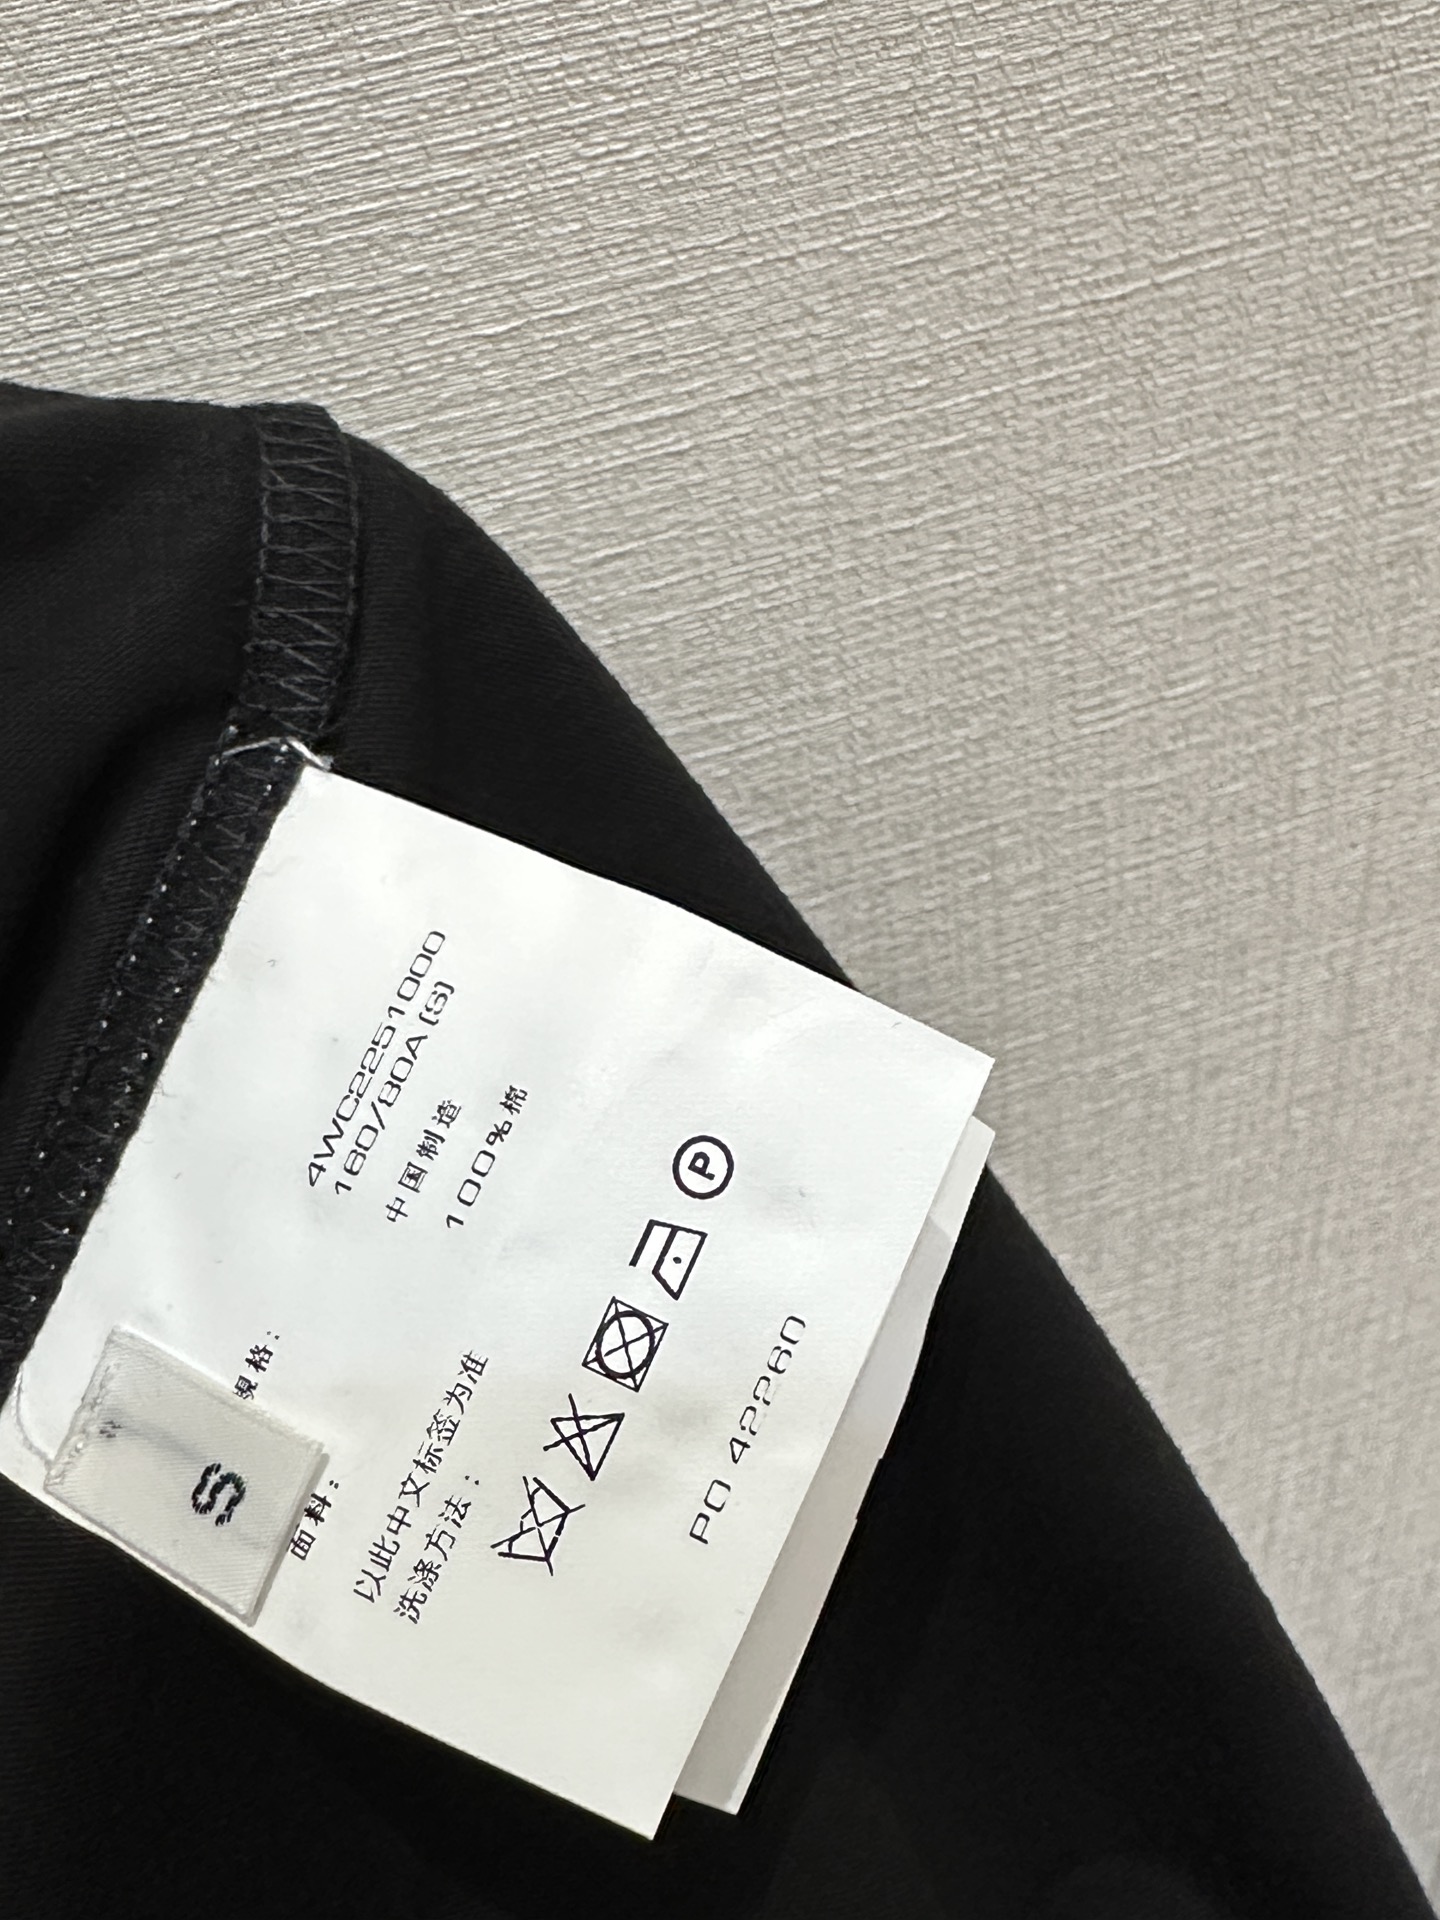 4WC2251000
规格: 160/80A (S)
中国制造
面料: 100%棉
以此中文标签为准
洗涤方法:
P
PO 42260
S